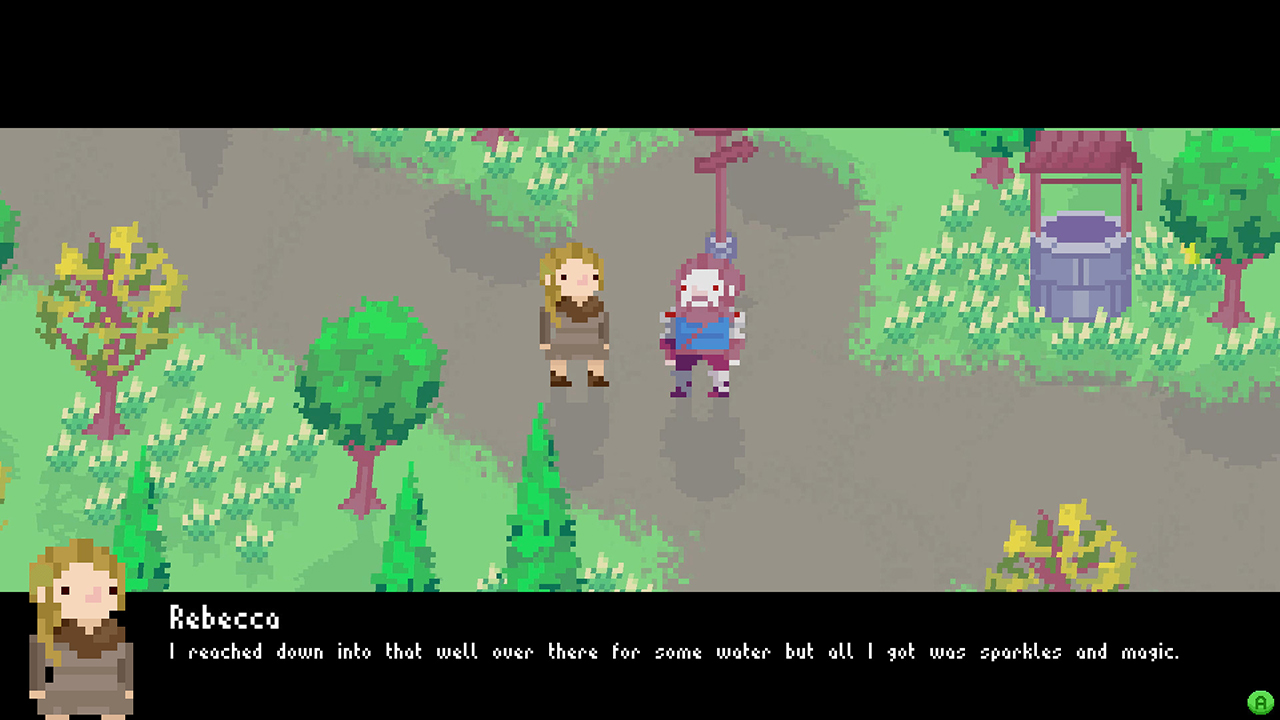 Rebecca
I reached down into that well over there for some water but all I got was sparkles and magic.
A